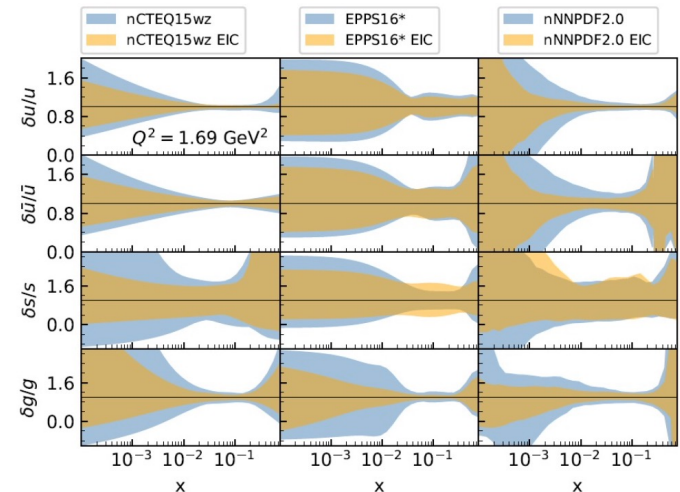 nCTEQ15wz
nCTEQ15wz EIC
EPPS16*
EPPS16* EIC
nNNPDF2.0
nNNPDF2.0 EIC
δu/u
1.6
0.8
0.0
Q² = 1.69 GeV²
δū/ū
1.6
0.8
0.0
δs/s
1.6
0.0
δg/g
1.6
0.0
10⁻³ 10⁻² 10⁻¹ 10⁻³ 10⁻² 10⁻¹ 10⁻³ 10⁻² 10⁻¹
x x x